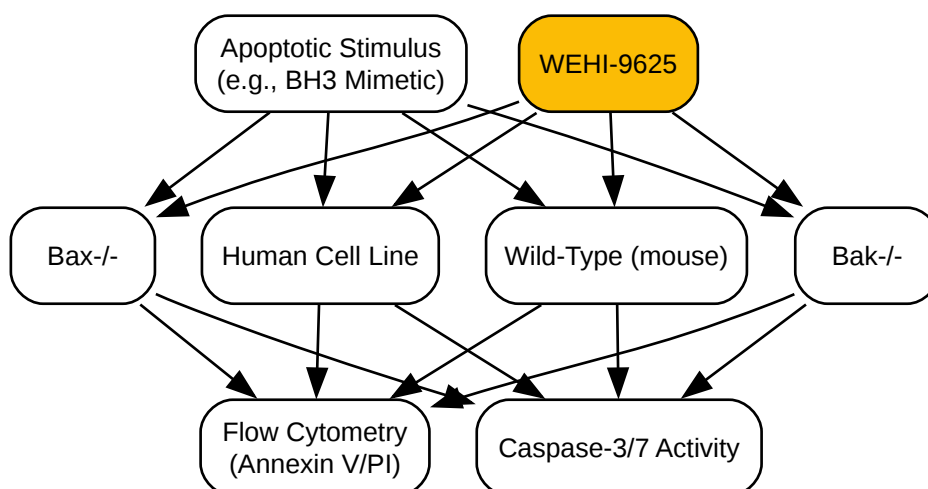 Apoptotic Stimulus
(e.g., BH3 Mimetic)
WEHI-9625
Bax-/-
Human Cell Line
Wild-Type (mouse)
Bak-/-
Flow Cytometry
(Annexin V/PI)
Caspase-3/7 Activity